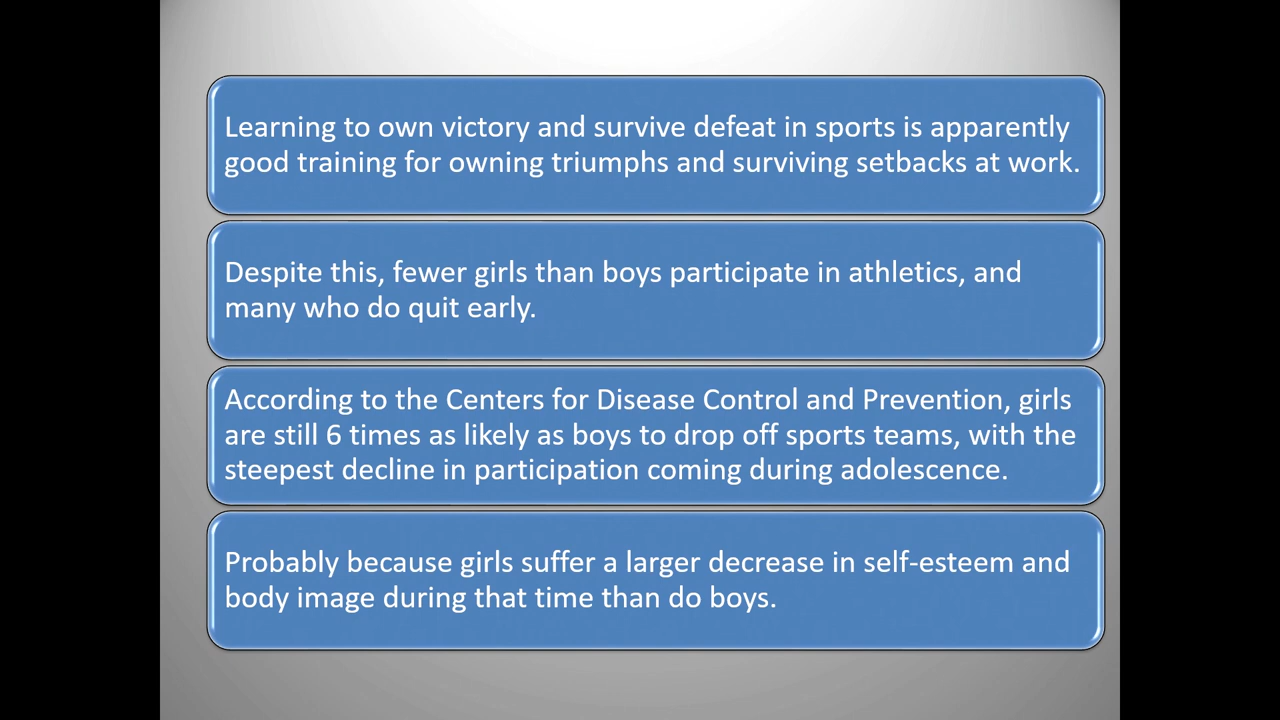 Learning to own victory and survive defeat in sports is apparently
good training for owning triumphs and surviving setbacks at work.
Despite this, fewer girls than boys participate in athletics, and
many who do quit early.
According to the Centers for Disease Control and Prevention, girls
are still 6 times as likely as boys to drop off sports teams, with the
steepest decline in participation coming during adolescence.
Probably because girls suffer a larger decrease in self-esteem and
body image during that time than do boys.